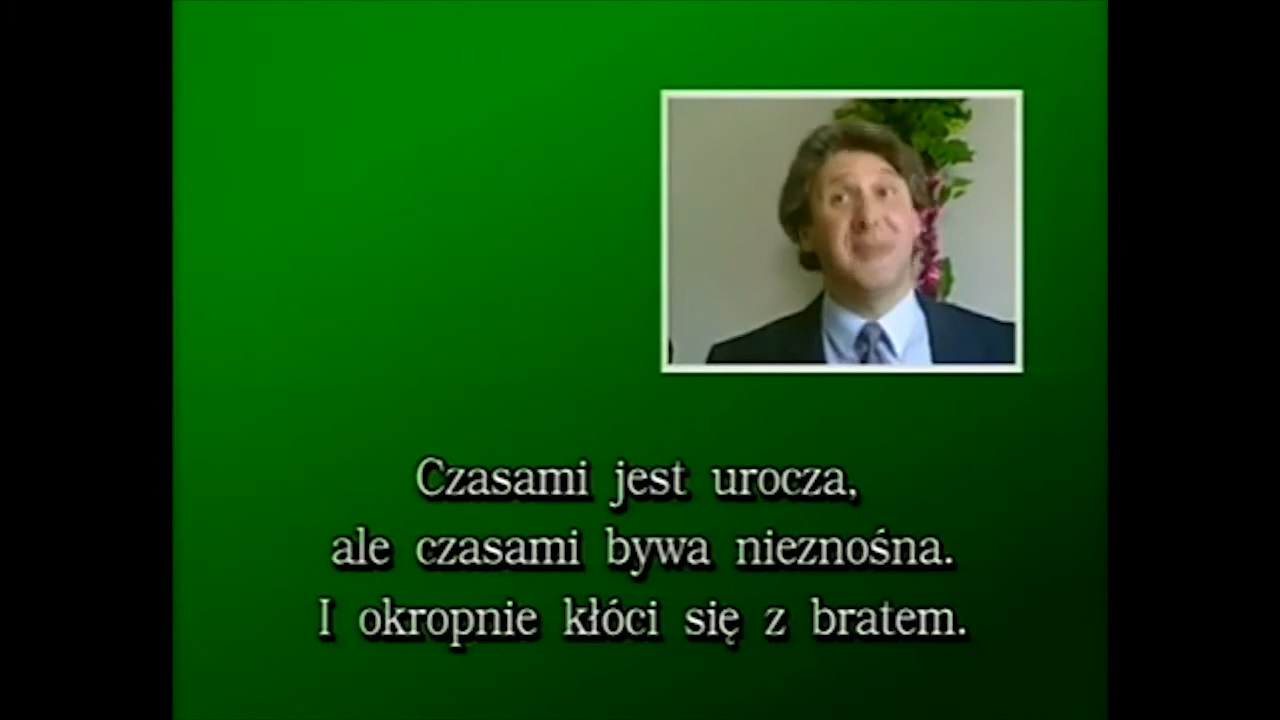 Czasami jest urocza,
ale czasami bywa nieznośna.
I okropnie kłóci się z bratem.